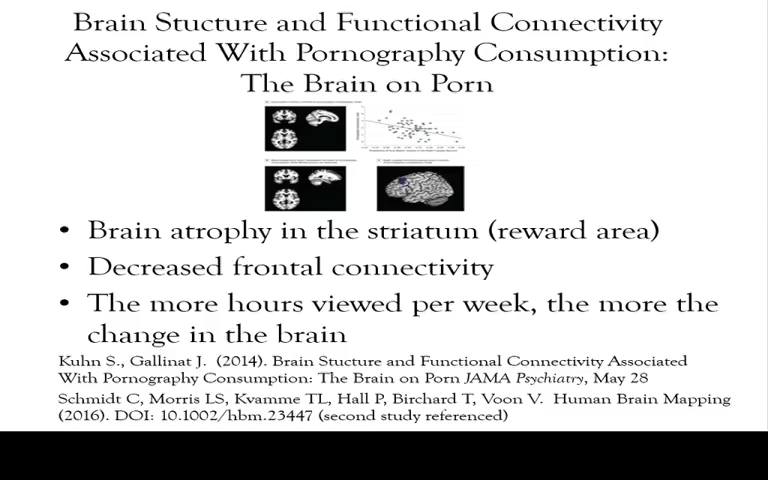 Brain Stucture and Functional Connectivity
Associated With Pornography Consumption:
The Brain on Porn
• Brain atrophy in the striatum (reward area)
• Decreased frontal connectivity
• The more hours viewed per week, the more the
change in the brain
Kuhn S., Gallinat J. (2014). Brain Stucture and Functional Connectivity Associated
With Pornography Consumption: The Brain on Porn JAMA Psychiatry, May 28
Schmidt C, Morris LS, Kvamme TL, Hall P, Birchard T, Voon V. Human Brain Mapping
(2016). DOI: 10.1002/hbm.23447 (second study referenced)